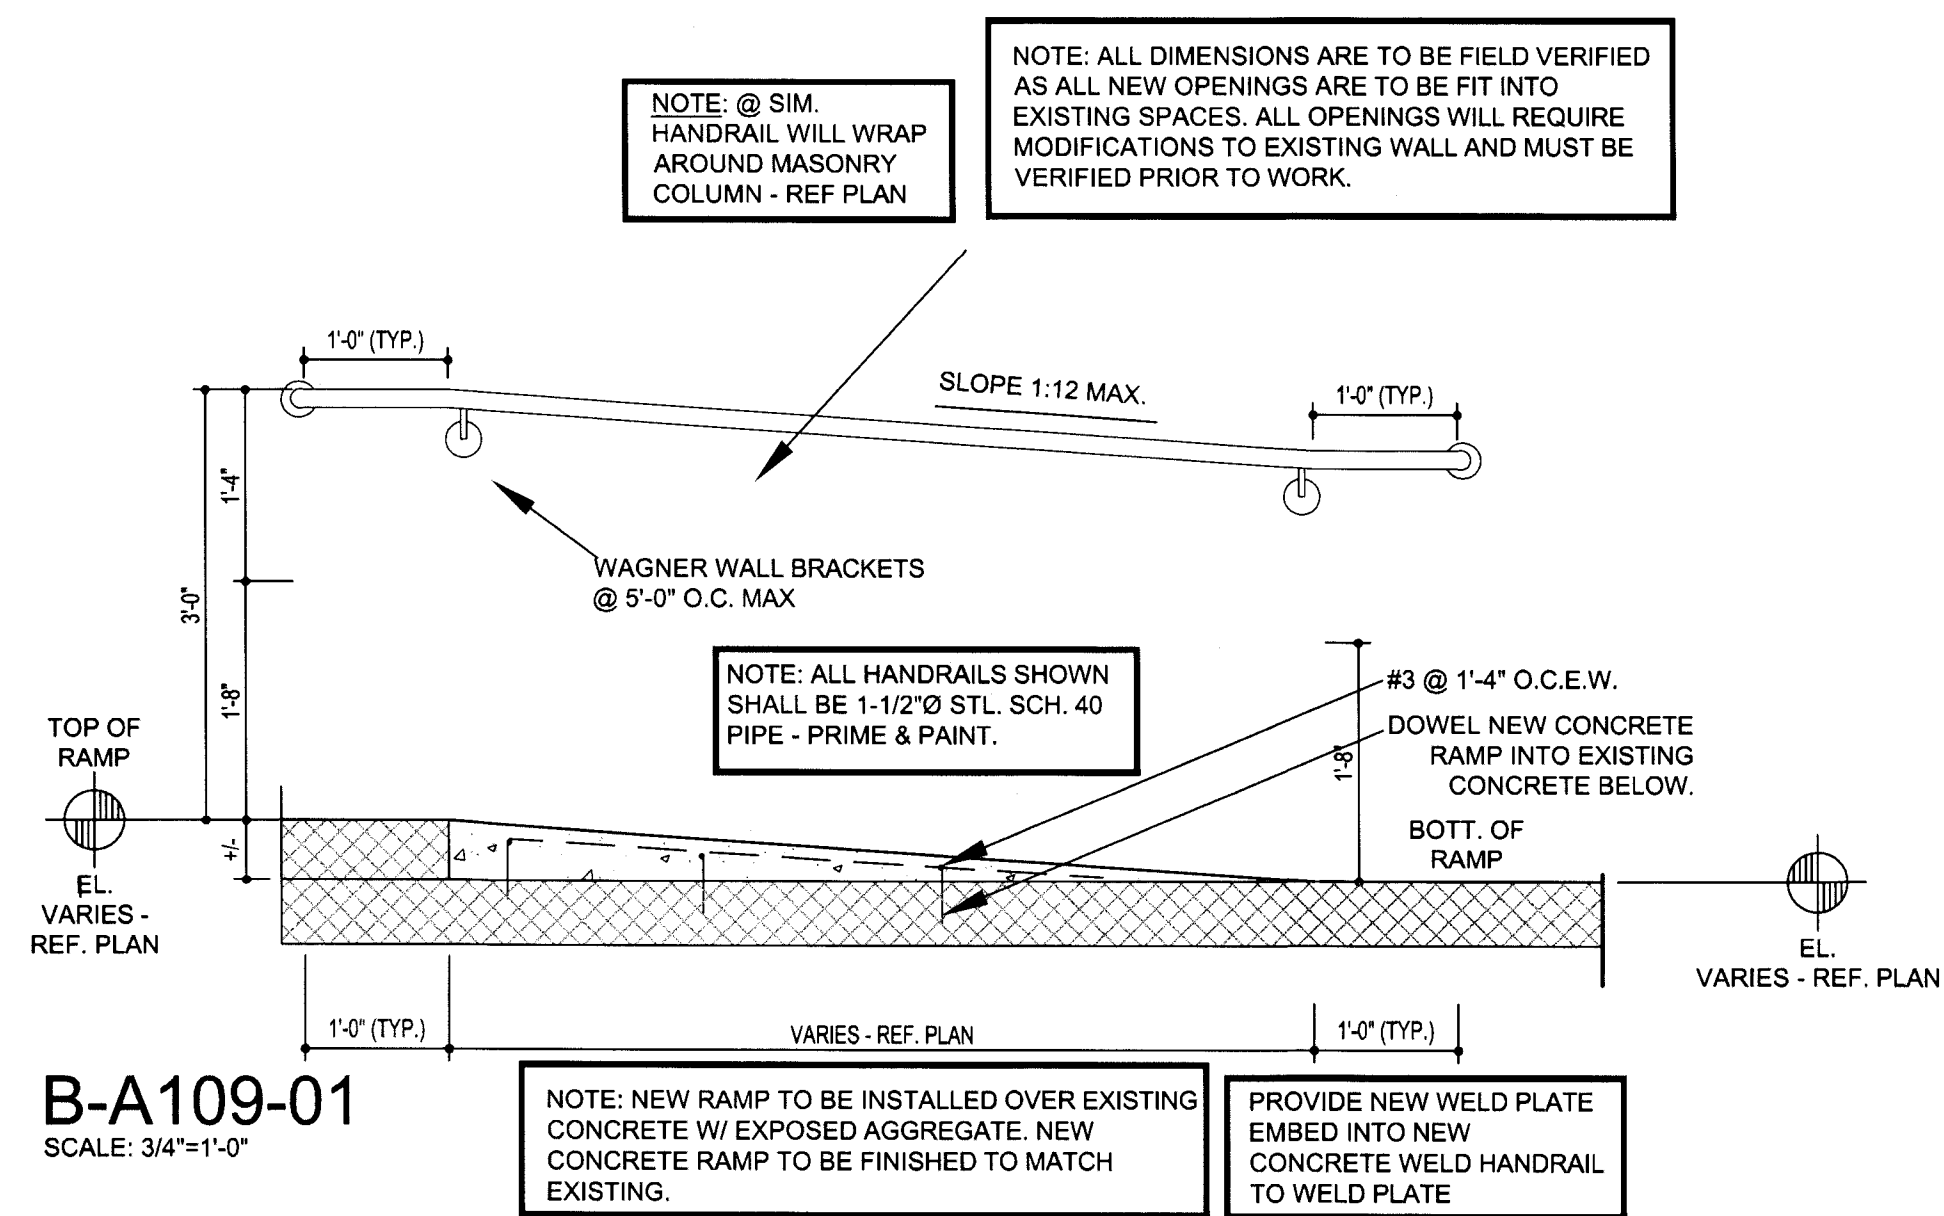 NOTE: @ SIM.
HANDRAIL WILL WRAP
AROUND MASONRY
COLUMN - REF PLAN
NOTE: ALL DIMENSIONS ARE TO BE FIELD VERIFIED
AS ALL NEW OPENINGS ARE TO BE FIT INTO
EXISTING SPACES. ALL OPENINGS WILL REQUIRE
MODIFICATIONS TO EXISTING WALL AND MUST BE
VERIFIED PRIOR TO WORK.
1'-0" (TYP.)
SLOPE 1:12 MAX.
1'-0" (TYP.)
1'-4"
3'-0"
1'-8"
+/-
WAGNER WALL BRACKETS
@ 5'-0" O.C. MAX
NOTE: ALL HANDRAILS SHOWN
SHALL BE 1-1/2"Ø STL. SCH. 40
PIPE - PRIME & PAINT.
#3 @ 1'-4" O.C.E.W.
DOWEL NEW CONCRETE
RAMP INTO EXISTING
CONCRETE BELOW.
1'-8"
TOP OF
RAMP
EL.
VARIES -
REF. PLAN
BOTT. OF
RAMP
EL.
VARIES - REF. PLAN
1'-0" (TYP.)
VARIES - REF. PLAN
1'-0" (TYP.)
B-A109-01
SCALE: 3/4"=1'-0"
NOTE: NEW RAMP TO BE INSTALLED OVER EXISTING
CONCRETE W/ EXPOSED AGGREGATE. NEW
CONCRETE RAMP TO BE FINISHED TO MATCH
EXISTING.
PROVIDE NEW WELD PLATE
EMBED INTO NEW
CONCRETE WELD HANDRAIL
TO WELD PLATE